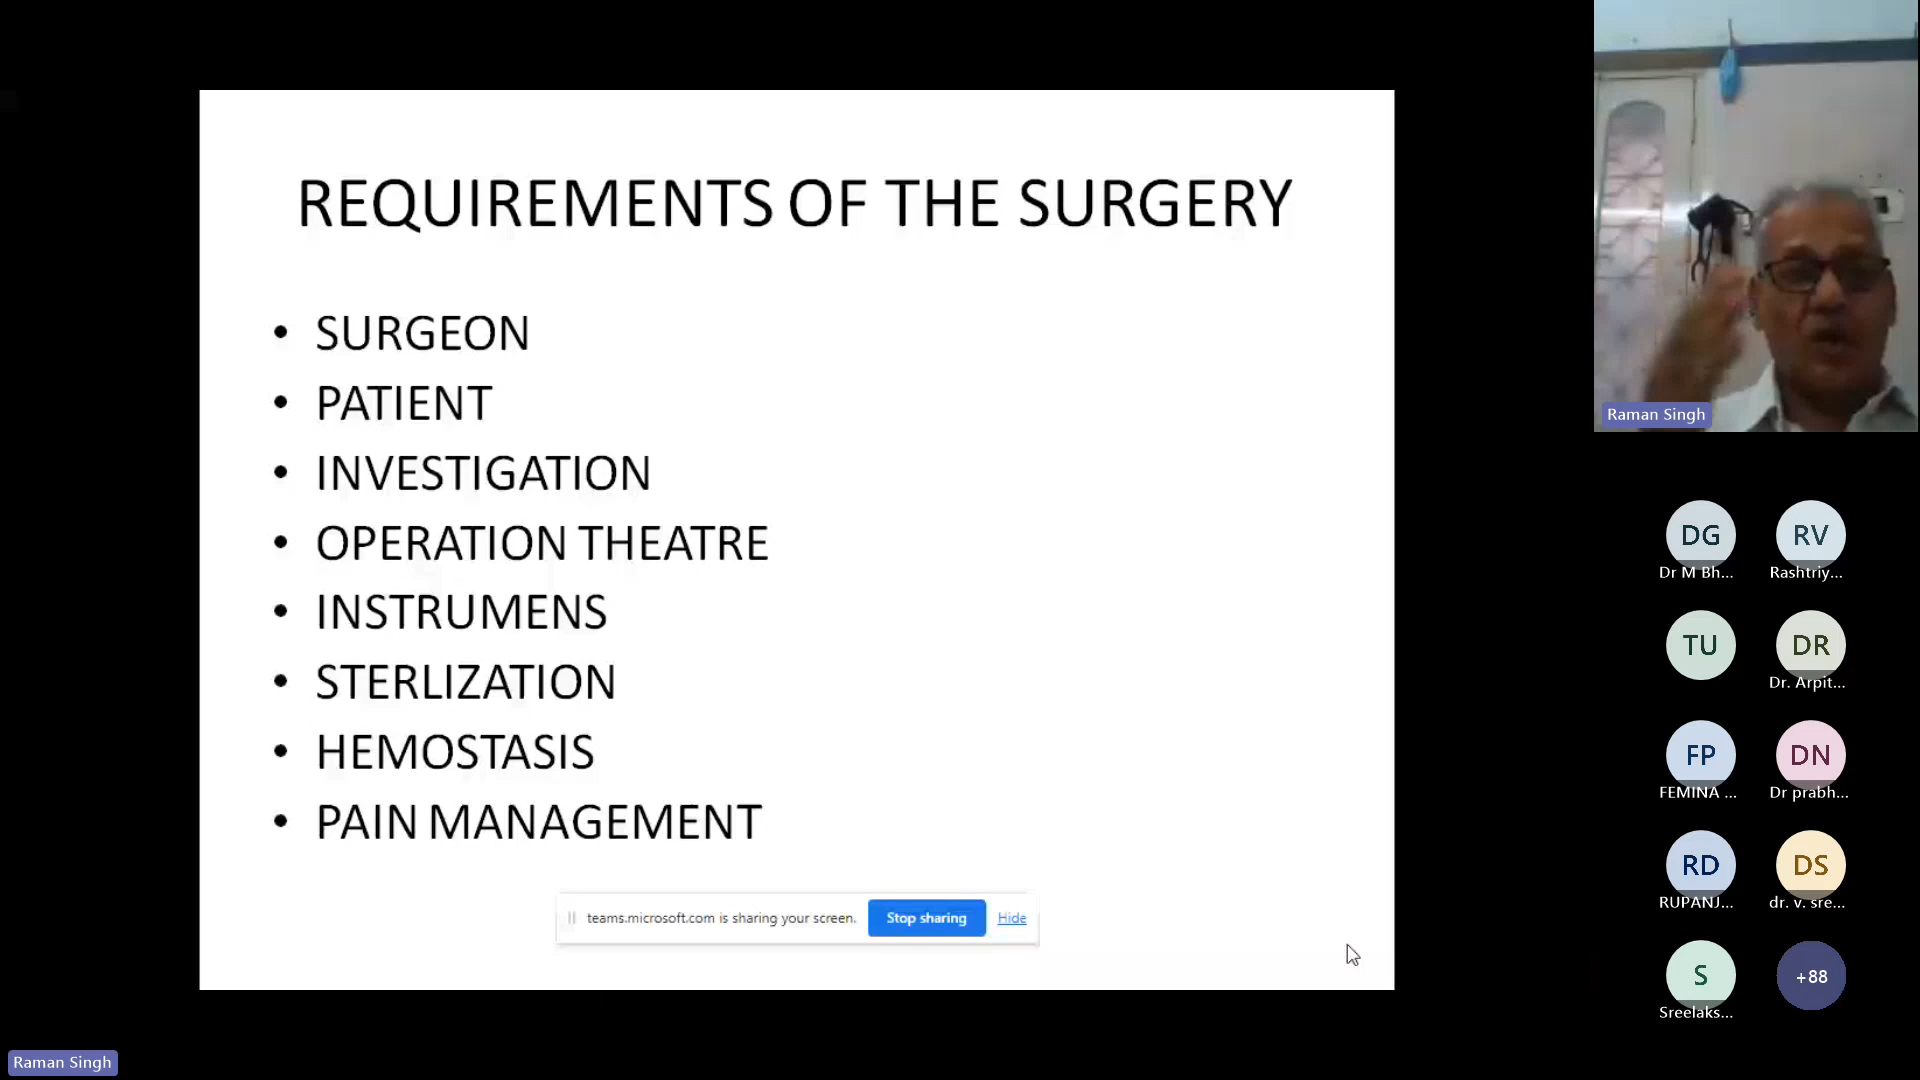 REQUIREMENTS OF THE SURGERY
• SURGEON
• PATIENT
• INVESTIGATION
• OPERATION THEATRE
• INSTRUMENS
• STERLIZATION
• HEMOSTASIS
• PAIN MANAGEMENT
teams.microsoft.com is sharing your screen. Stop sharing Hide
Raman Singh
DG RV
Dr M Bh... Rashtriy...
TU DR
Dr. Arpit...
FP DN
FEMINA ... Dr prabh...
RD DS
RUPANJ... dr. v. sre...
S +88
Sreelaks...
Raman Singh